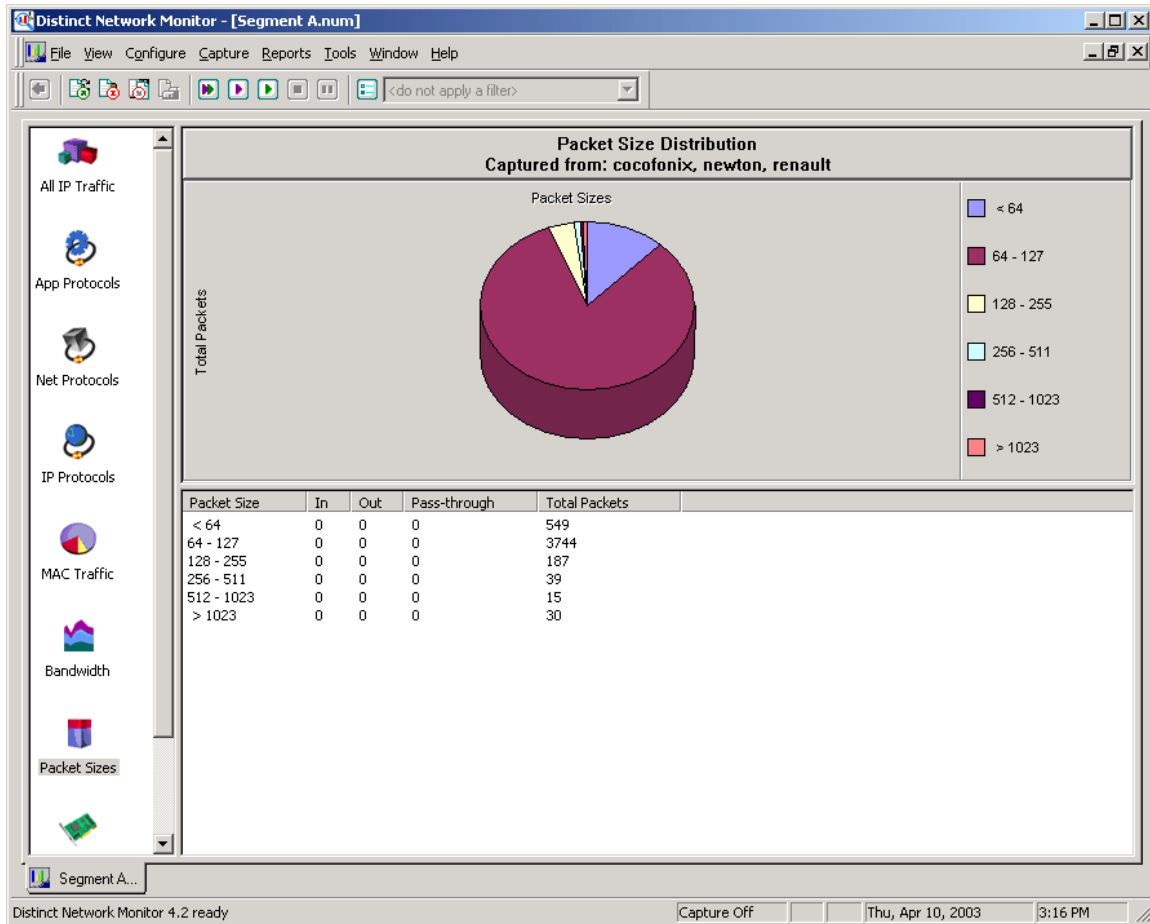 Distinct Network Monitor - [Segment A.num]
File View Configure Capture Reports Tools Window Help
<do not apply a filter>
All IP Traffic
App Protocols
Net Protocols
IP Protocols
MAC Traffic
Bandwidth
Packet Sizes
Packet Size Distribution
Captured from: cocofonix, newton, renault
Packet Sizes
Total Packets
< 64
64 - 127
128 - 255
256 - 511
512 - 1023
> 1023
Packet Size In Out Pass-through Total Packets
< 64 0 0 0 549
64 - 127 0 0 0 3744
128 - 255 0 0 0 187
256 - 511 0 0 0 39
512 - 1023 0 0 0 15
> 1023 0 0 0 30
Segment A...
Distinct Network Monitor 4.2 ready Capture Off Thu, Apr 10, 2003 3:16 PM